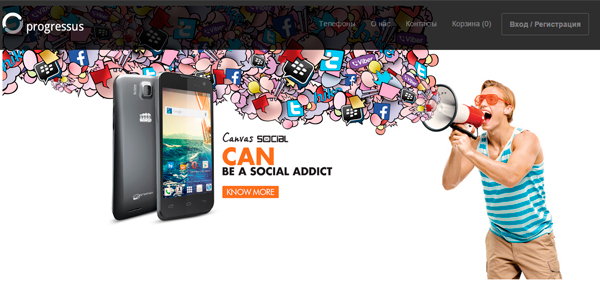 progressus
Телефоны О нас Контакты Корзина (0) Вход / Регистрация
Canvas SOCIAL
CAN
BE A SOCIAL ADDICT
KNOW MORE